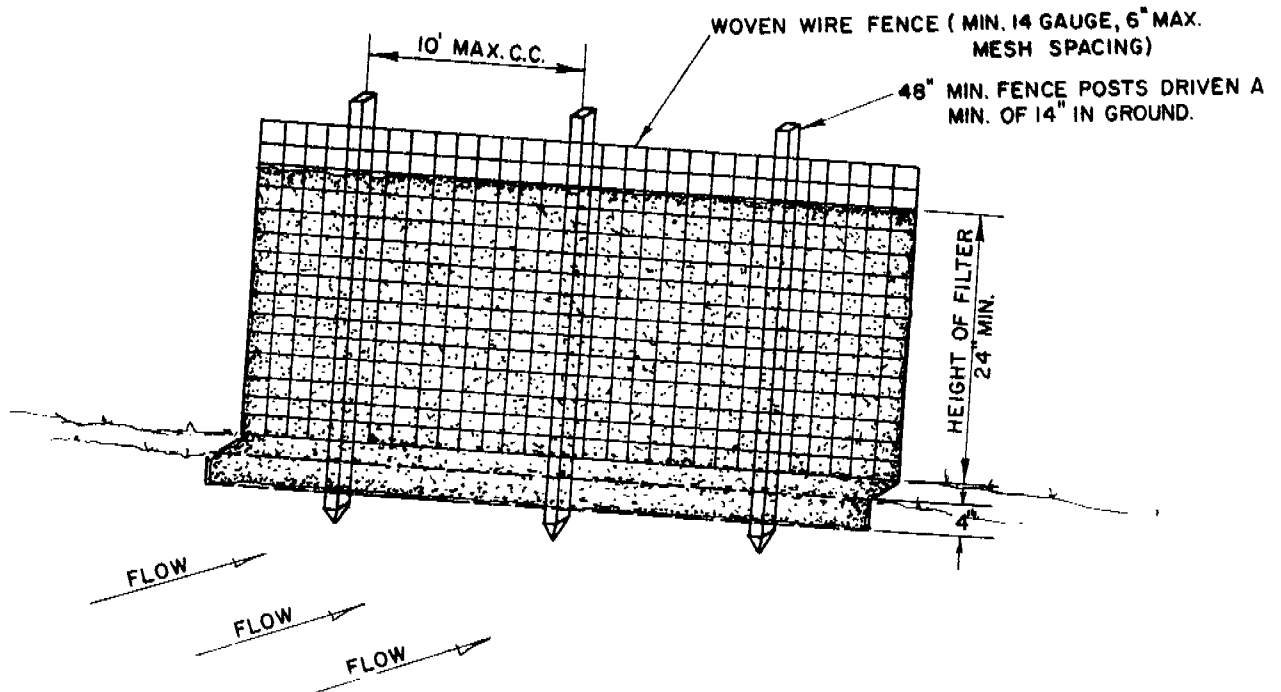 WOVEN WIRE FENCE ( MIN. 14 GAUGE, 6" MAX.
MESH SPACING)
10' MAX. C.C.
48" MIN. FENCE POSTS DRIVEN A
MIN. OF 14" IN GROUND.
HEIGHT OF FILTER
24" MIN.
4"
FLOW
FLOW
FLOW